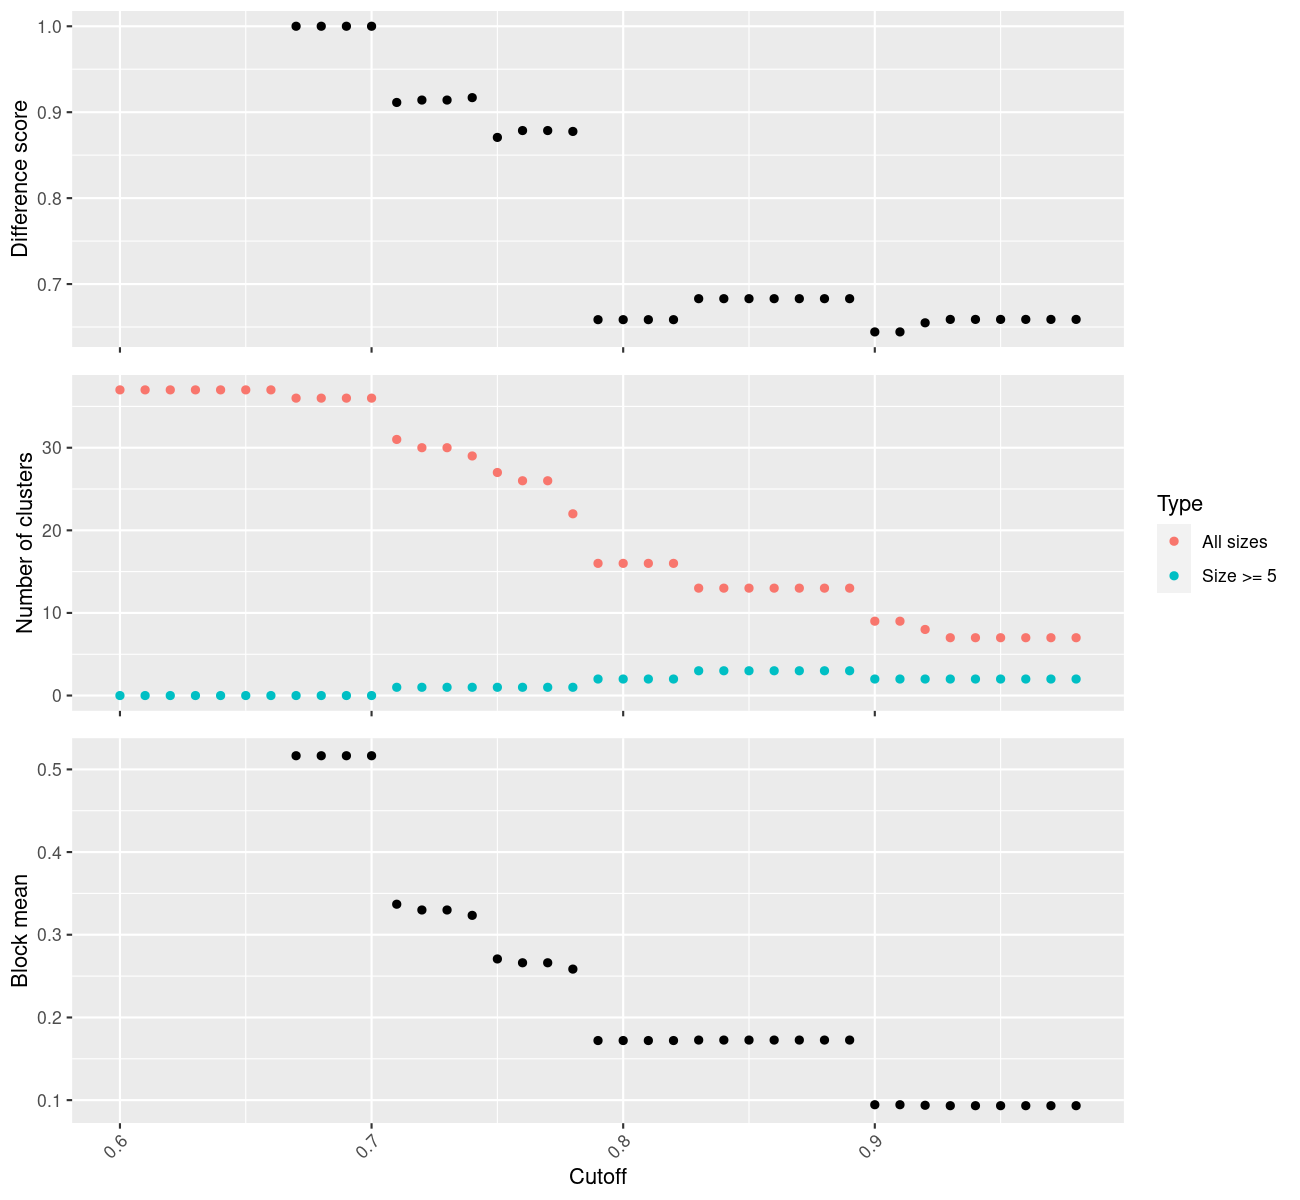 Difference score
1.0
0.9
0.8
0.7
Number of clusters
30
20
10
0
Type
All sizes
Size >= 5
Block mean
0.5
0.4
0.3
0.2
0.1
0.6 0.7 0.8 0.9
Cutoff